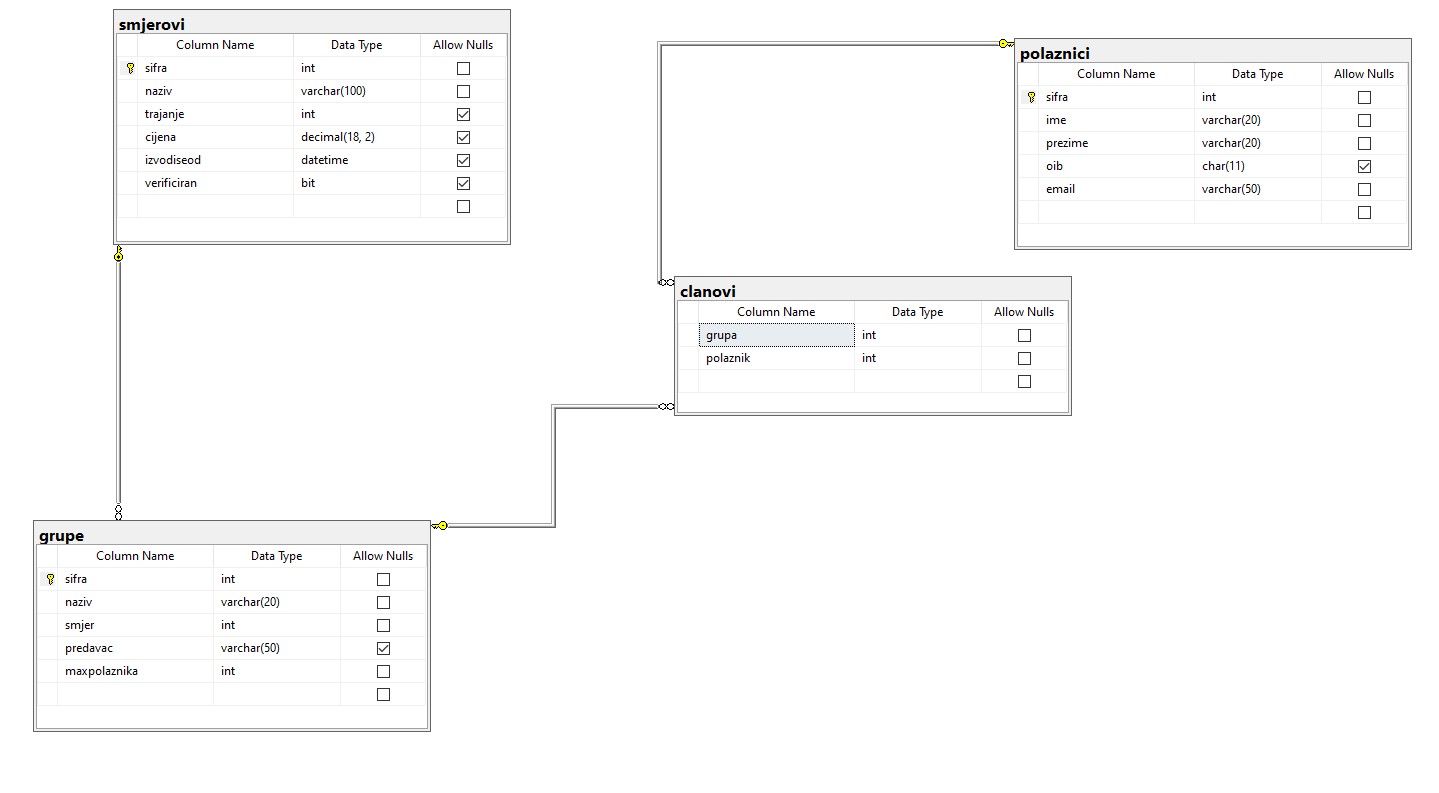 smjerovi
Column Name Data Type Allow Nulls
sifra int
naziv varchar(100)
trajanje int
cijena decimal(18, 2)
izvodiseod datetime
verificiran bit
polaznici
Column Name Data Type Allow Nulls
sifra int
ime varchar(20)
prezime varchar(20)
oib char(11)
email varchar(50)
clanovi
Column Name Data Type Allow Nulls
grupa int
polaznik int
grupe
Column Name Data Type Allow Nulls
sifra int
naziv varchar(20)
smjer int
predavac varchar(50)
maxpolaznika int